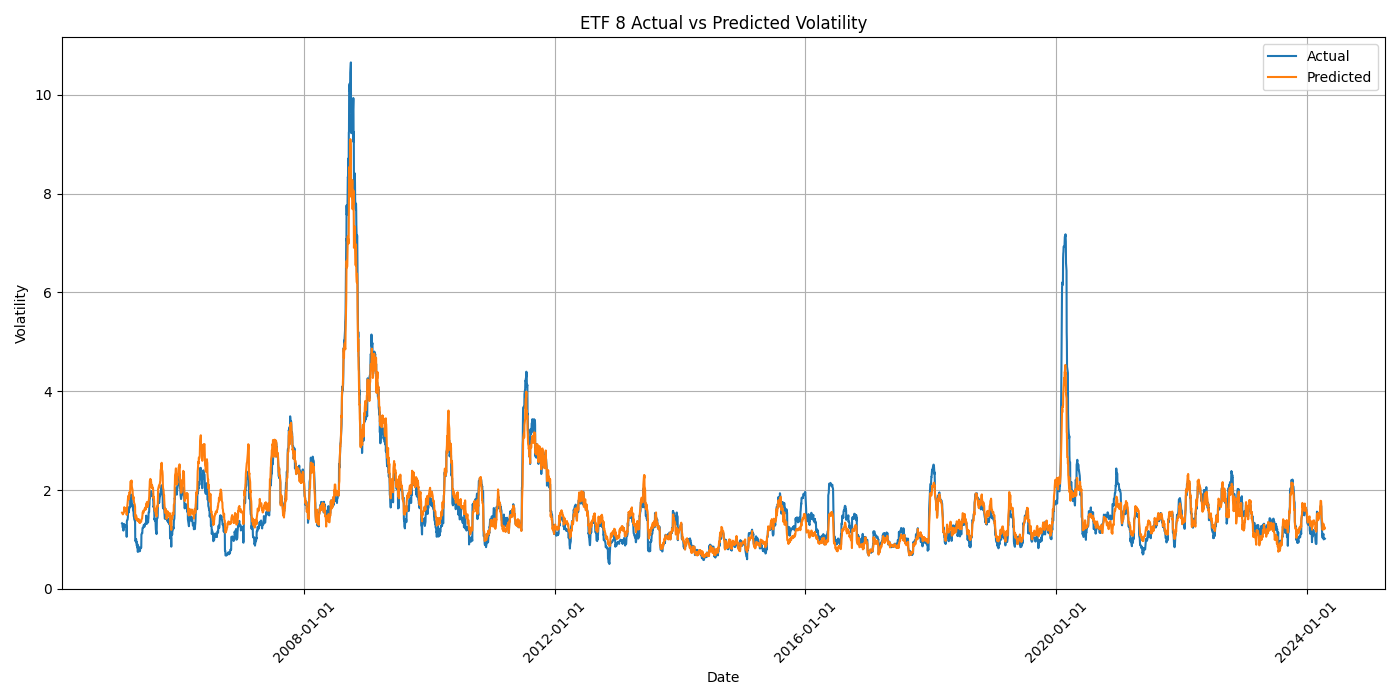 ETF 8 Actual vs Predicted Volatility
Actual
Predicted
10
8
6
4
2
0
Volatility
2008-01-01
2012-01-01
2016-01-01
2020-01-01
2024-01-01
Date